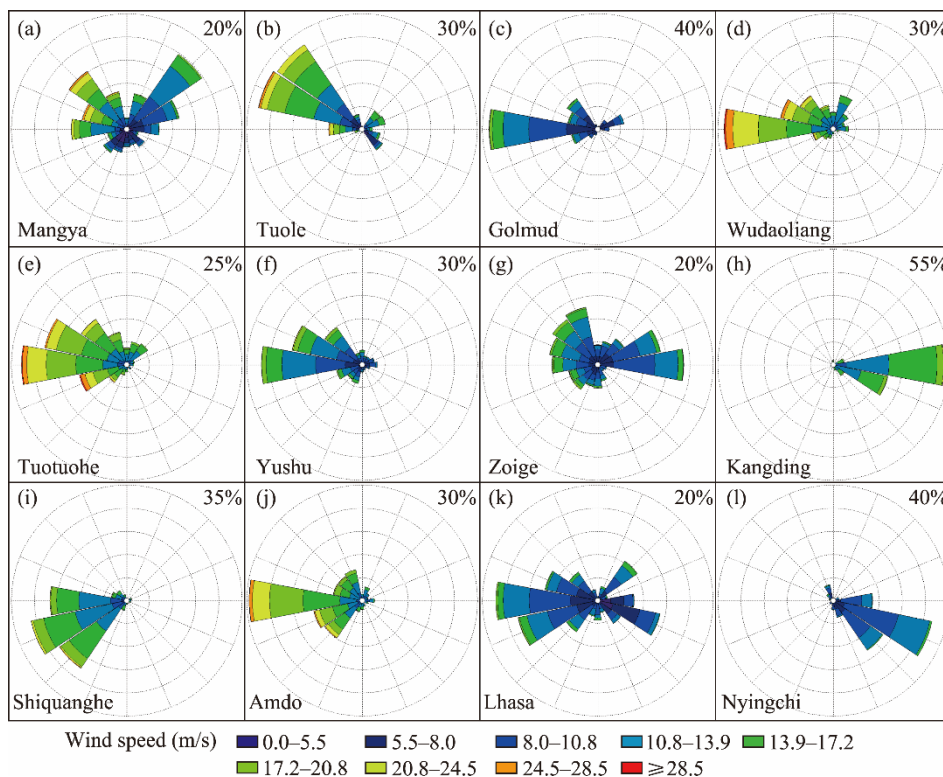 (a) 20% (b) 30% (c) 40% (d) 30%
Mangya Tuole Golmud Wudaoliang
(e) 25% (f) 30% (g) 20% (h) 55%
Tuotuohe Yushu Zoige Kangding
(i) 35% (j) 30% (k) 20% (l) 40%
Shiquanghe Amdo Lhasa Nyingchi
Wind speed (m/s) 0.0–5.5 5.5–8.0 8.0–10.8 10.8–13.9 13.9–17.2
17.2–20.8 20.8–24.5 24.5–28.5 ⩾28.5